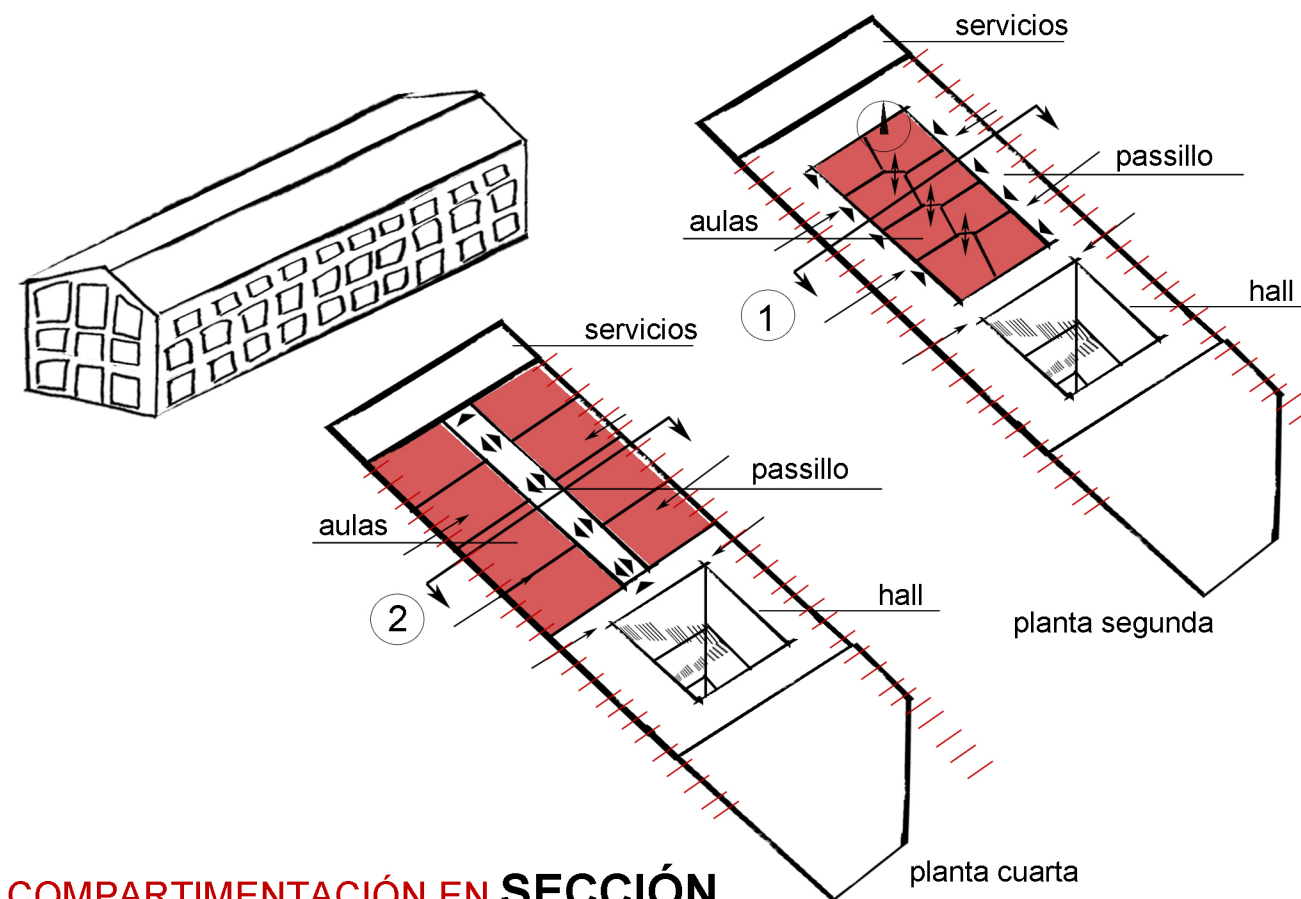 servicios
passillo
aulas
1
hall
planta segunda
servicios
passillo
aulas
2
hall
planta cuarta
COMPARTIMENTACIÓN EN SECCIÓN